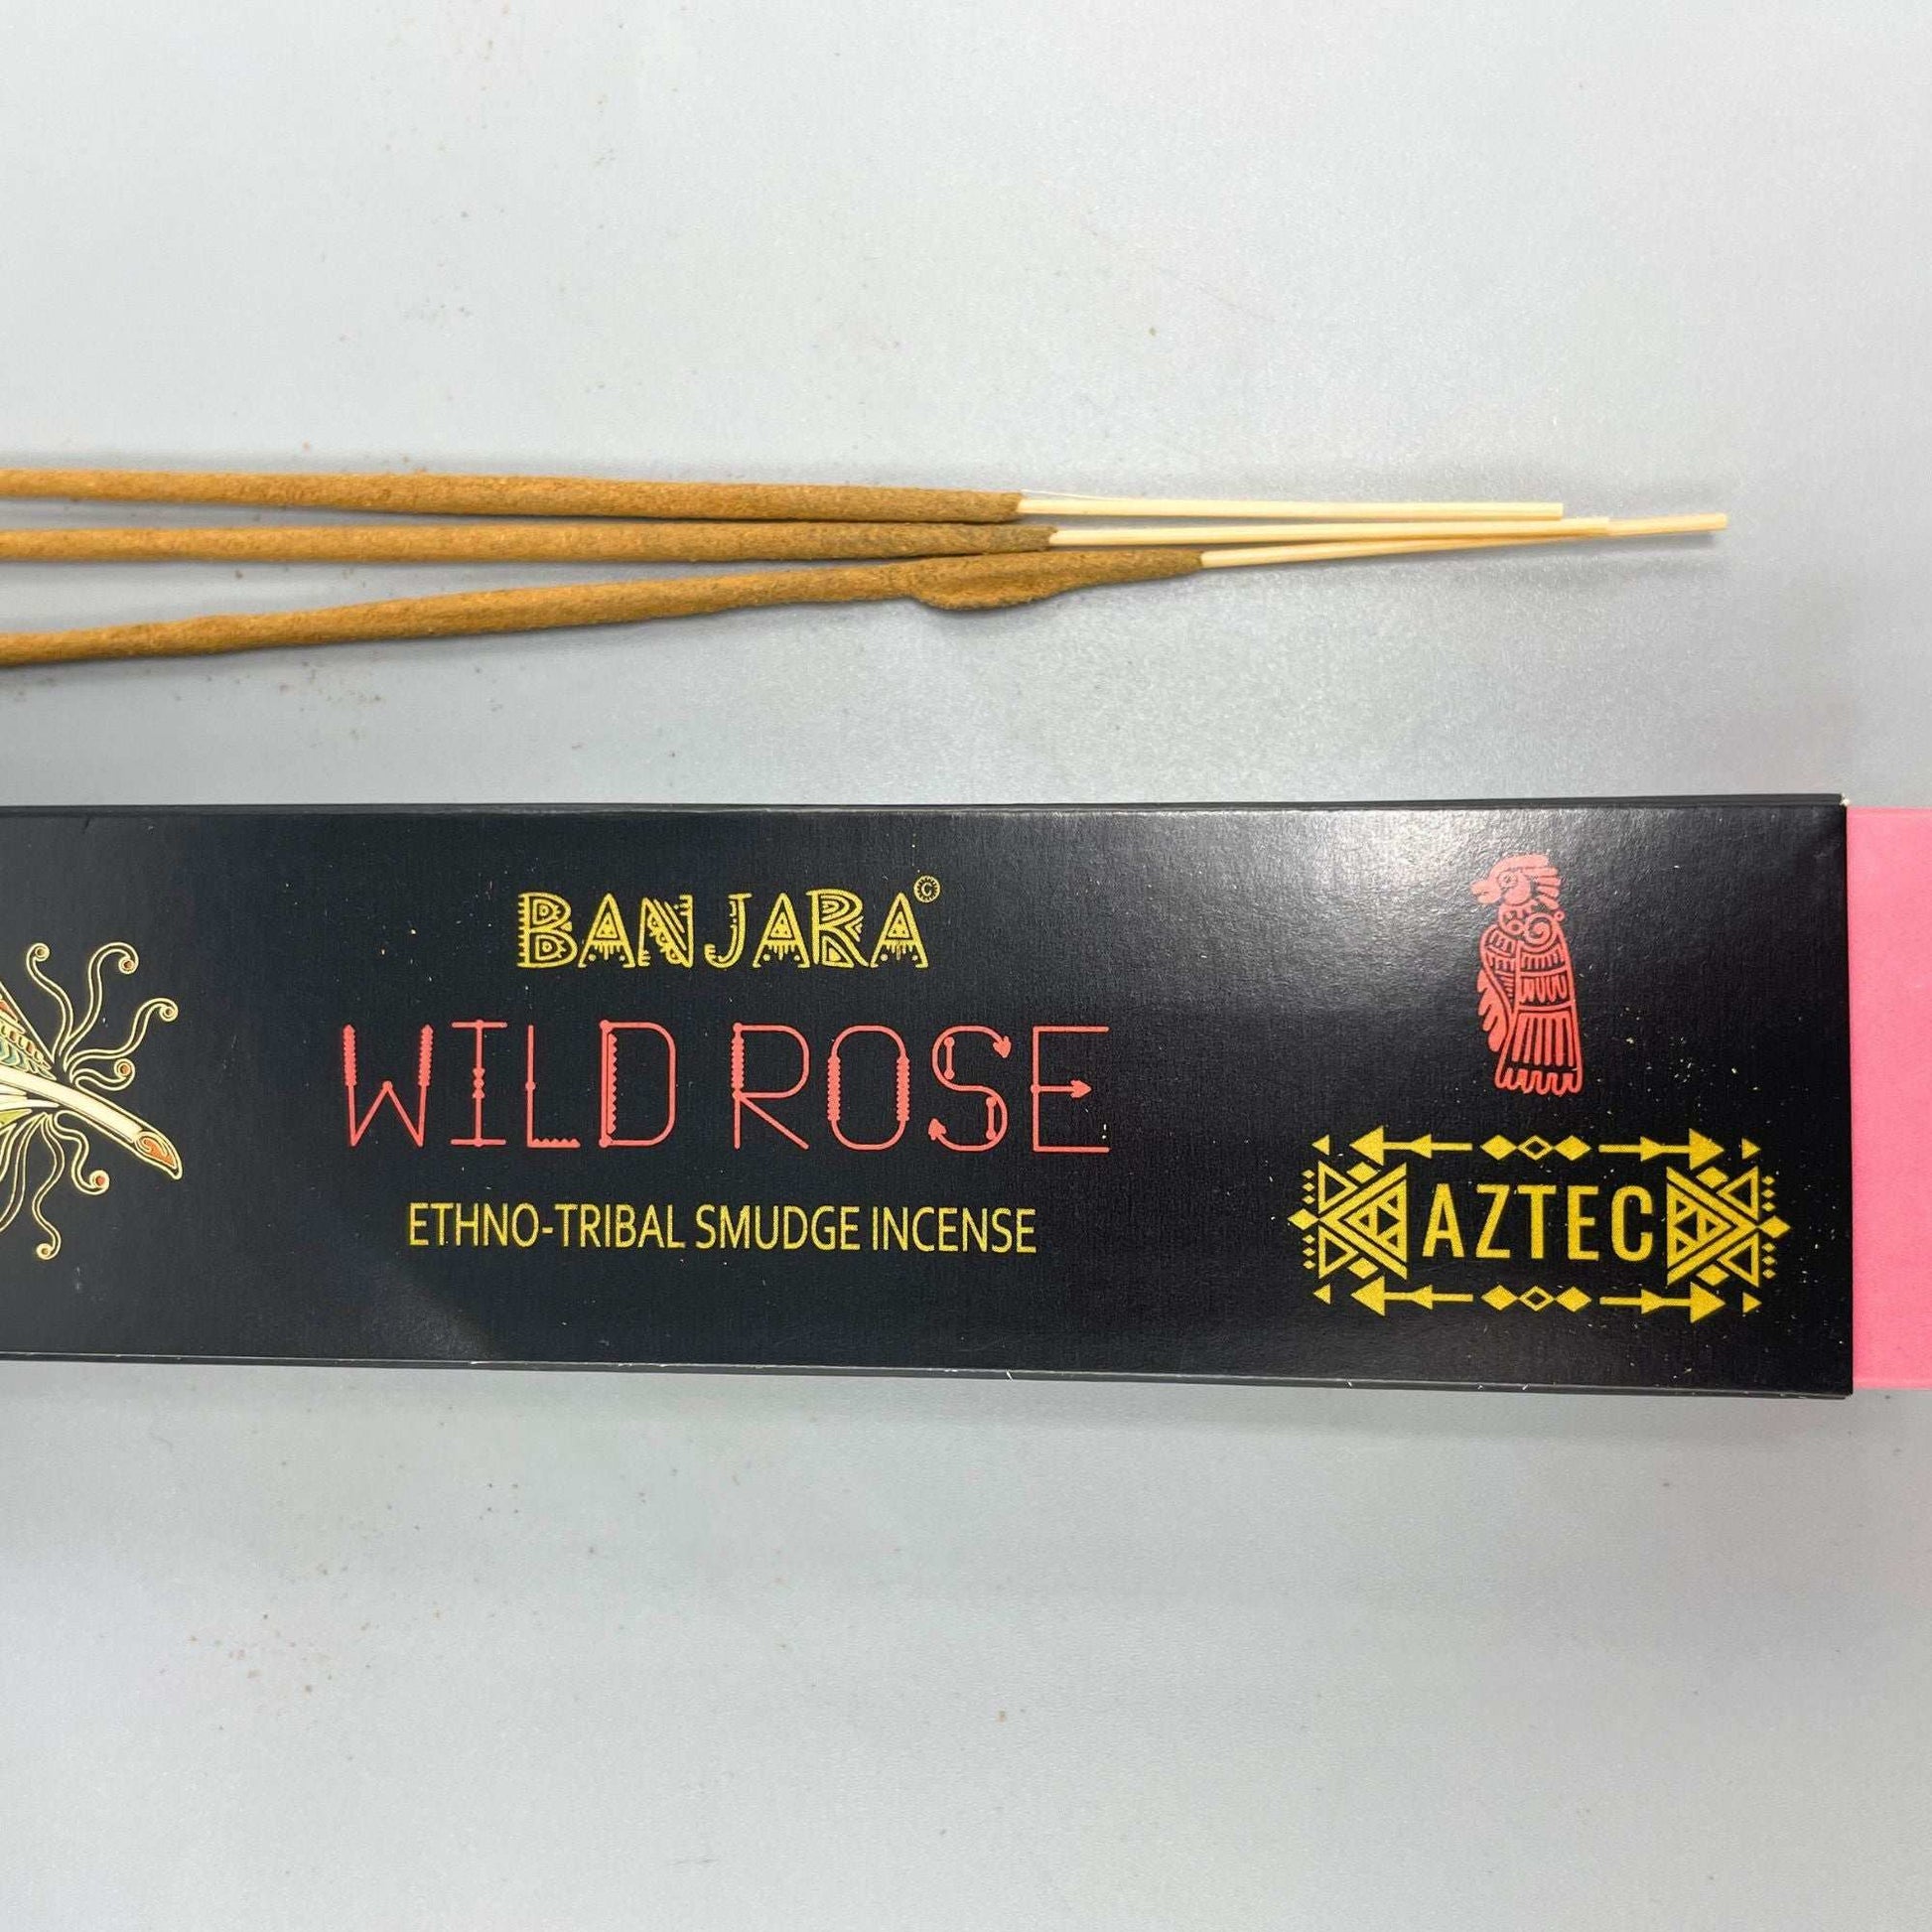 BANJARA©
WILD ROSE
ETHNO-TRIBAL SMUDGE INCENSE
AZTEC